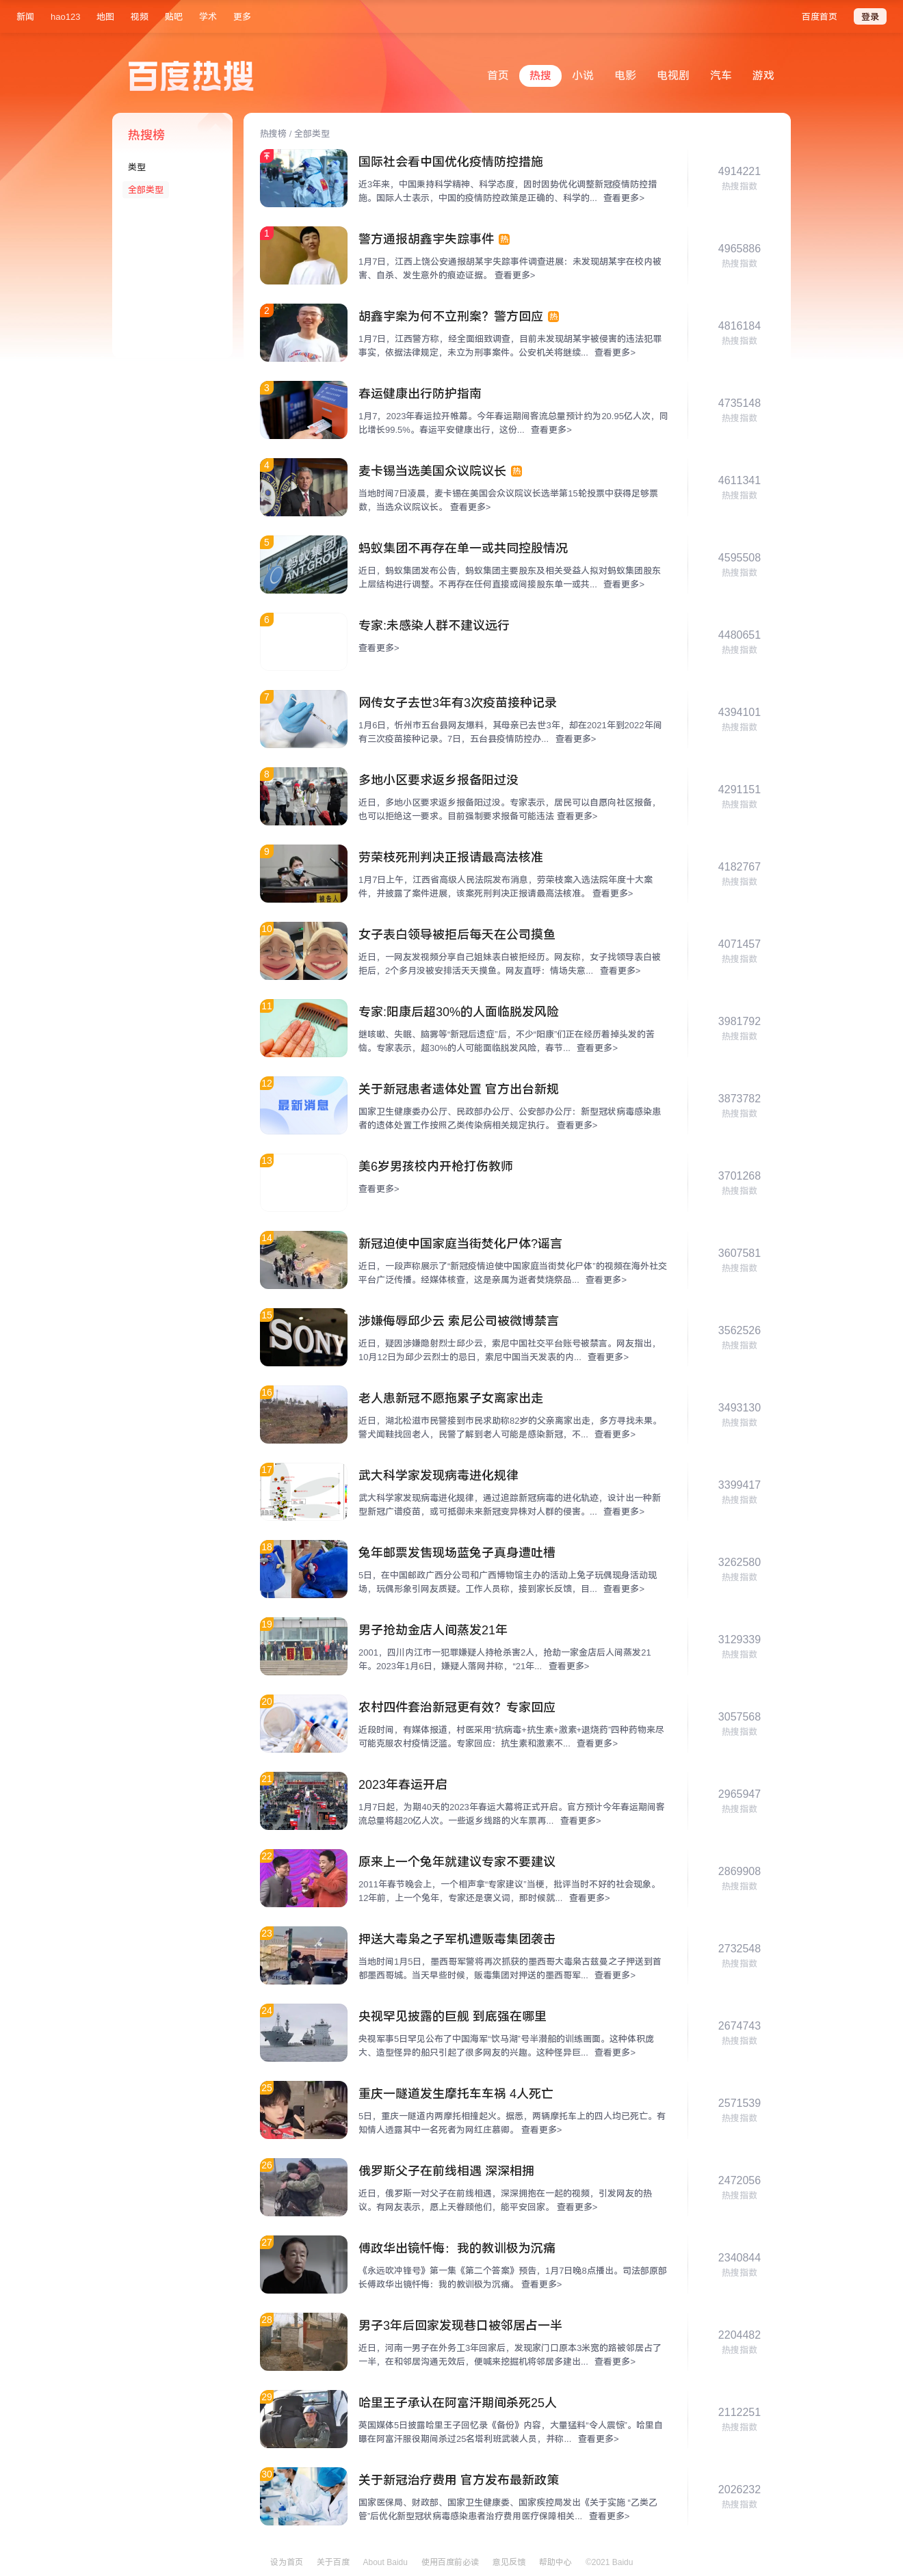 新闻 hao123 地图 视频 贴吧 学术 更多 百度首页 登录
百度热搜
首页 热搜 小说 电影 电视剧 汽车 游戏
热搜榜
类型
全部类型
热搜榜 / 全部类型
国际社会看中国优化疫情防控措施
近3年来，中国秉持科学精神、科学态度，因时因势优化调整新冠疫情防控措
施。国际人士表示，中国的疫情防控政策是正确的、科学的... 查看更多>
4914221
热搜指数
1
警方通报胡鑫宇失踪事件 热
1月7日，江西上饶公安通报胡某宇失踪事件调查进展：未发现胡某宇在校内被
害、自杀、发生意外的痕迹证据。 查看更多>
4965886
热搜指数
2
胡鑫宇案为何不立刑案？警方回应 热
1月7日，江西警方称，经全面细致调查，目前未发现胡某宇被侵害的违法犯罪
事实，依据法律规定，未立为刑事案件。公安机关将继续... 查看更多>
4816184
热搜指数
3
春运健康出行防护指南
1月7，2023年春运拉开帷幕。今年春运期间客流总量预计约为20.95亿人次，同
比增长99.5%。春运平安健康出行，这份... 查看更多>
4735148
热搜指数
4
麦卡锡当选美国众议院议长 热
当地时间7日凌晨，麦卡锡在美国会众议院议长选举第15轮投票中获得足够票
数，当选众议院议长。 查看更多>
4611341
热搜指数
5
蚂蚁集团
ANT GROUP
蚂蚁集团不再存在单一或共同控股情况
近日，蚂蚁集团发布公告，蚂蚁集团主要股东及相关受益人拟对蚂蚁集团股东
上层结构进行调整。不再存在任何直接或间接股东单一或共... 查看更多>
4595508
热搜指数
6
专家:未感染人群不建议远行
查看更多>
4480651
热搜指数
7
网传女子去世3年有3次疫苗接种记录
1月6日，忻州市五台县网友爆料，其母亲已去世3年，却在2021年到2022年间
有三次疫苗接种记录。7日，五台县疫情防控办... 查看更多>
4394101
热搜指数
8
多地小区要求返乡报备阳过没
近日，多地小区要求返乡报备阳过没。专家表示，居民可以自愿向社区报备，
也可以拒绝这一要求。目前强制要求报备可能违法 查看更多>
4291151
热搜指数
9
被告人
劳荣枝死刑判决正报请最高法核准
1月7日上午，江西省高级人民法院发布消息，劳荣枝案入选法院年度十大案
件，并披露了案件进展，该案死刑判决正报请最高法核准。 查看更多>
4182767
热搜指数
10
女子表白领导被拒后每天在公司摸鱼
近日，一网友发视频分享自己姐妹表白被拒经历。网友称，女子找领导表白被
拒后，2个多月没被安排活天天摸鱼。网友直呼：情场失意... 查看更多>
4071457
热搜指数
11
专家:阳康后超30%的人面临脱发风险
继咳嗽、失眠、脑雾等“新冠后遗症”后，不少“阳康”们正在经历着掉头发的苦
恼。专家表示，超30%的人可能面临脱发风险，春节... 查看更多>
3981792
热搜指数
12
最新消息
关于新冠患者遗体处置 官方出台新规
国家卫生健康委办公厅、民政部办公厅、公安部办公厅：新型冠状病毒感染患
者的遗体处置工作按照乙类传染病相关规定执行。 查看更多>
3873782
热搜指数
13
美6岁男孩校内开枪打伤教师
查看更多>
3701268
热搜指数
14
新冠迫使中国家庭当街焚化尸体?谣言
近日，一段声称展示了“新冠疫情迫使中国家庭当街焚化尸体”的视频在海外社交
平台广泛传播。经媒体核查，这是亲属为逝者焚烧祭品... 查看更多>
3607581
热搜指数
15
SONY
涉嫌侮辱邱少云 索尼公司被微博禁言
近日，疑因涉嫌隐射烈士邱少云，索尼中国社交平台账号被禁言。网友指出，
10月12日为邱少云烈士的忌日，索尼中国当天发表的内... 查看更多>
3562526
热搜指数
16
老人患新冠不愿拖累子女离家出走
近日，湖北松滋市民警接到市民求助称82岁的父亲离家出走，多方寻找未果。
警犬闻鞋找回老人，民警了解到老人可能是感染新冠，不... 查看更多>
3493130
热搜指数
17
武大科学家发现病毒进化规律
武大科学家发现病毒进化规律，通过追踪新冠病毒的进化轨迹，设计出一种新
型新冠广谱疫苗，或可抵御未来新冠变异株对人群的侵害。... 查看更多>
3399417
热搜指数
18
兔年邮票发售现场蓝兔子真身遭吐槽
5日，在中国邮政广西分公司和广西博物馆主办的活动上兔子玩偶现身活动现
场，玩偶形象引网友质疑。工作人员称，接到家长反馈，目... 查看更多>
3262580
热搜指数
19
男子抢劫金店人间蒸发21年
2001，四川内江市一犯罪嫌疑人持枪杀害2人，抢劫一家金店后人间蒸发21
年。2023年1月6日，嫌疑人落网并称，“21年... 查看更多>
3129339
热搜指数
20
农村四件套治新冠更有效？专家回应
近段时间，有媒体报道，村医采用“抗病毒+抗生素+激素+退烧药”四种药物来尽
可能克服农村疫情泛滥。专家回应：抗生素和激素不... 查看更多>
3057568
热搜指数
21
2023年春运开启
1月7日起，为期40天的2023年春运大幕将正式开启。官方预计今年春运期间客
流总量将超20亿人次。一些返乡线路的火车票再... 查看更多>
2965947
热搜指数
22
原来上一个兔年就建议专家不要建议
2011年春节晚会上，一个相声拿“专家建议”当梗，批评当时不好的社会现象。
12年前，上一个兔年，专家还是褒义词，那时候就... 查看更多>
2869908
热搜指数
23
押送大毒枭之子军机遭贩毒集团袭击
当地时间1月5日，墨西哥军警将再次抓获的墨西哥大毒枭古兹曼之子押送到首
都墨西哥城。当天早些时候，贩毒集团对押送的墨西哥军... 查看更多>
2732548
热搜指数
24
央视罕见披露的巨舰 到底强在哪里
央视军事5日罕见公布了中国海军“饮马湖”号半潜船的训练画面。这种体积庞
大、造型怪异的船只引起了很多网友的兴趣。这种怪异巨... 查看更多>
2674743
热搜指数
25
重庆一隧道发生摩托车车祸 4人死亡
5日，重庆一隧道内两摩托相撞起火。据悉，两辆摩托车上的四人均已死亡。有
知情人透露其中一名死者为网红庄慕卿。 查看更多>
2571539
热搜指数
26
俄罗斯父子在前线相遇 深深相拥
近日，俄罗斯一对父子在前线相遇，深深拥抱在一起的视频，引发网友的热
议。有网友表示，愿上天眷顾他们，能平安回家。 查看更多>
2472056
热搜指数
27
傅政华出镜忏悔：我的教训极为沉痛
《永远吹冲锋号》第一集《第二个答案》预告，1月7日晚8点播出。司法部原部
长傅政华出镜忏悔：我的教训极为沉痛。 查看更多>
2340844
热搜指数
28
男子3年后回家发现巷口被邻居占一半
近日，河南一男子在外务工3年回家后，发现家门口原本3米宽的路被邻居占了
一半，在和邻居沟通无效后，便喊来挖掘机将邻居多建出... 查看更多>
2204482
热搜指数
29
哈里王子承认在阿富汗期间杀死25人
英国媒体5日披露哈里王子回忆录《备份》内容，大量猛料“令人震惊”。哈里自
曝在阿富汗服役期间杀过25名塔利班武装人员，并称... 查看更多>
2112251
热搜指数
30
关于新冠治疗费用 官方发布最新政策
国家医保局、财政部、国家卫生健康委、国家疾控局发出《关于实施 “乙类乙
管”后优化新型冠状病毒感染患者治疗费用医疗保障相关... 查看更多>
2026232
热搜指数
设为首页 关于百度 About Baidu 使用百度前必读 意见反馈 帮助中心 ©2021 Baidu